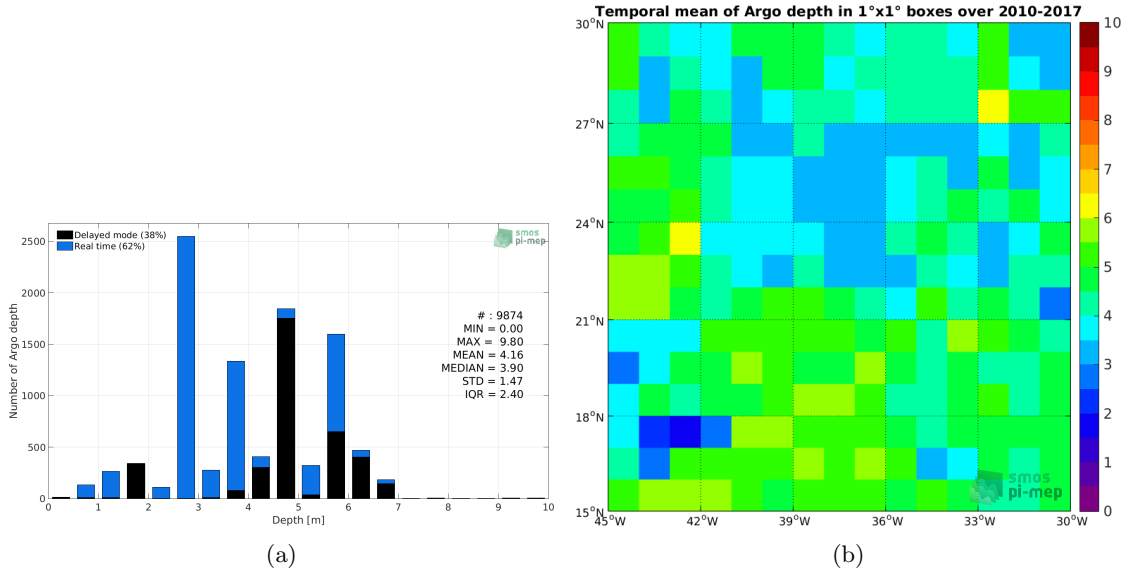 Delayed mode (38%)
Real time (62%)
smos
pi-mep
2500
2000
1500
1000
500
0
Number of Argo depth
# : 9874
MIN = 0.00
MAX = 9.80
MEAN = 4.16
MEDIAN = 3.90
STD = 1.47
IQR = 2.40
0 1 2 3 4 5 6 7 8 9 10
Depth [m]
(a)
Temporal mean of Argo depth in 1°x1° boxes over 2010-2017
30°N
27°N
24°N
21°N
18°N
15°N
45°W 42°W 39°W 36°W 33°W 30°W
smos
pi-mep
10
9
8
7
6
5
4
3
2
1
0
(b)